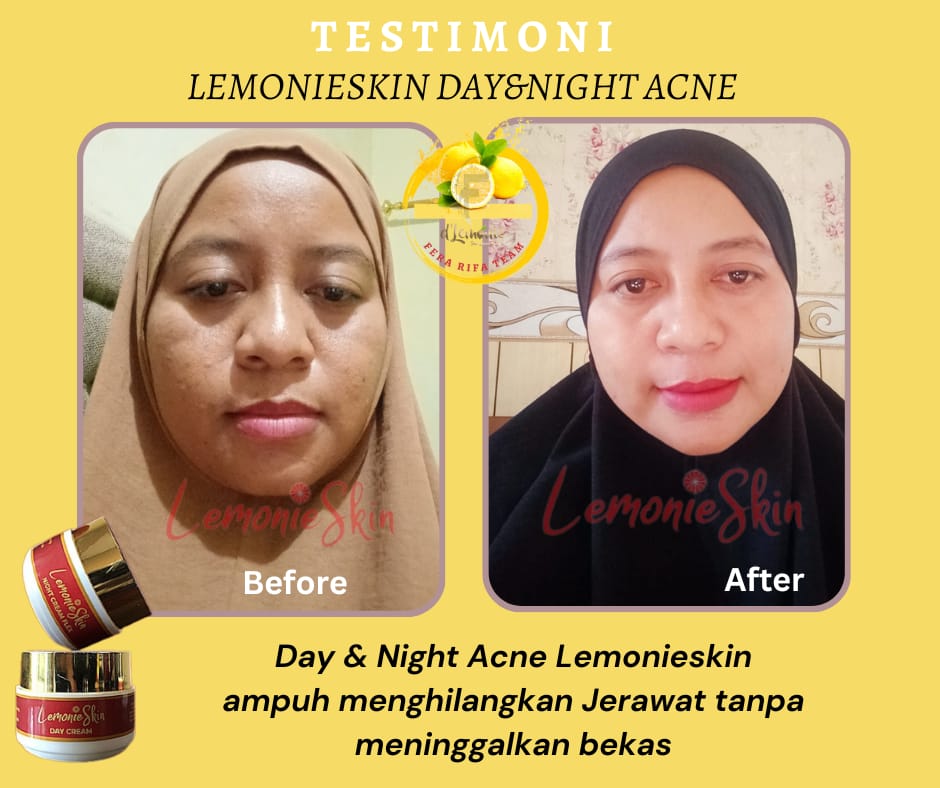 TESTIMONI
LEMONIESKIN DAY&NIGHT ACNE
d'Lemonie
FERA RIFA TEAM
LemonieSkin
LemonieSkin
Before
After
LemonieSkin
NIGHT CREAM FLEX
LemonieSkin
DAY CREAM
Day & Night Acne Lemonieskin
ampuh menghilangkan Jerawat tanpa
meninggalkan bekas